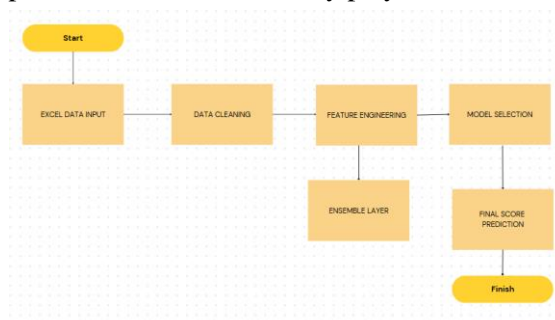 Start
EXCEL DATA INPUT
DATA CLEANING
FEATURE ENGINEERING
MODEL SELECTION
ENSEMBLE LAYER
FINAL SCORE
PREDICTION
Finish